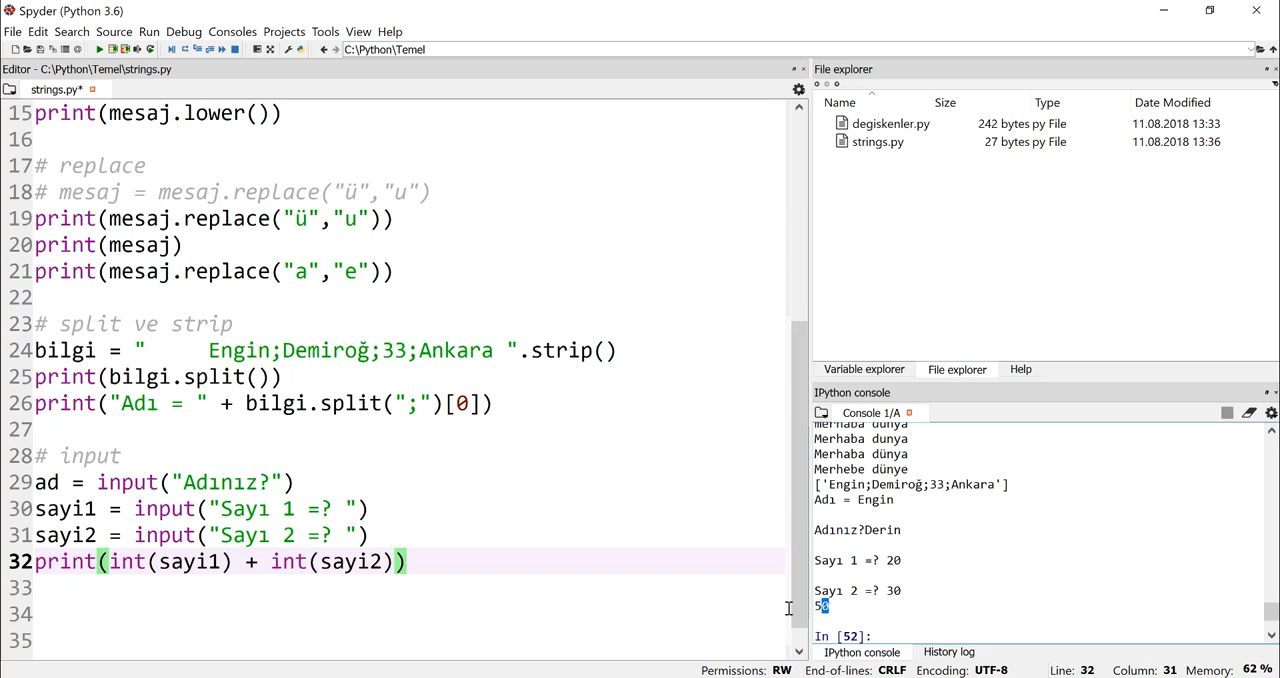 Spyder (Python 3.6)
File Edit Search Source Run Debug Consoles Projects Tools View Help
C:\Python\Temel
Editor - C:\Python\Temel\strings.py
strings.py*
15 print(mesaj.lower())
16
17 # replace
18 # mesaj = mesaj.replace("ü","u")
19 print(mesaj.replace("ü","u"))
20 print(mesaj)
21 print(mesaj.replace("a","e"))
22
23 # split ve strip
24 bilgi = "     Engin;Demiroğ;33;Ankara ".strip()
25 print(bilgi.split())
26 print("Adı = " + bilgi.split(";")[0])
27
28 # input
29 ad = input("Adınız?")
30 sayi1 = input("Sayı 1 =? ")
31 sayi2 = input("Sayı 2 =? ")
32 print(int(sayi1) + int(sayi2))
33
34
35
File explorer
Name Size Type Date Modified
degiskenler.py 242 bytes py File 11.08.2018 13:33
strings.py 27 bytes py File 11.08.2018 13:36
Variable explorer File explorer Help
IPython console
Console 1/A
merhaba dünya
Merhaba dunya
Merhaba dünya
Merhebe dünye
['Engin;Demiroğ;33;Ankara']
Adı = Engin
Adınız?Derin
Sayı 1 =? 20
Sayı 2 =? 30
50
In [52]:
IPython console History log
Permissions: RW End-of-lines: CRLF Encoding: UTF-8 Line: 32 Column: 31 Memory: 62 %